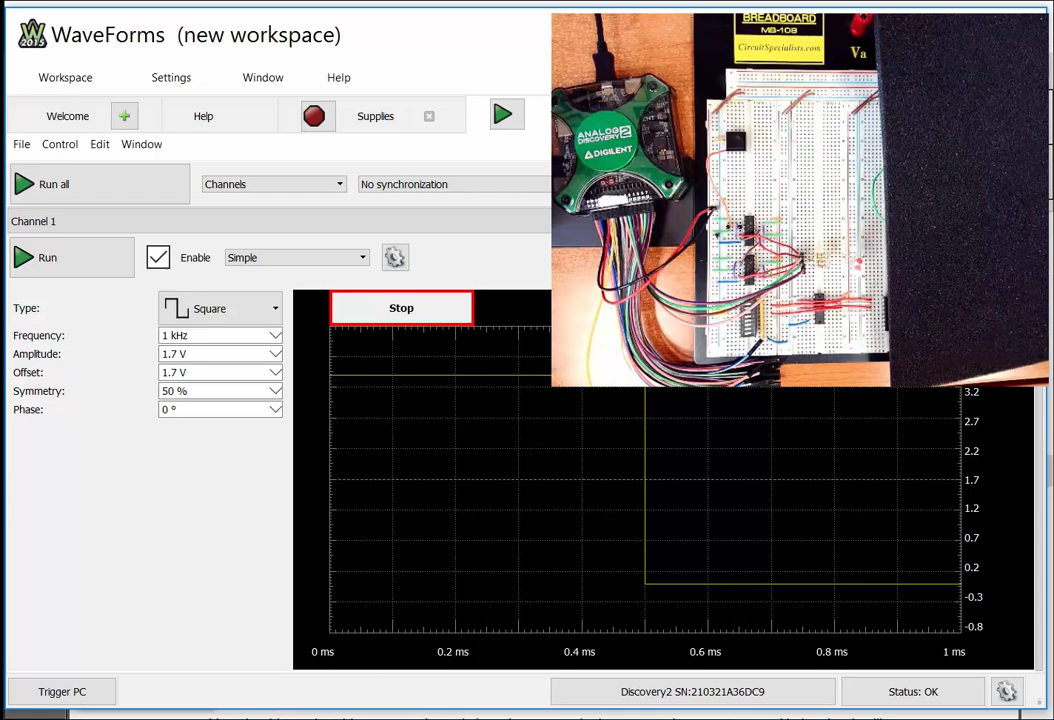 W
2015
WaveForms (new workspace)
Workspace Settings Window Help
Welcome Help Supplies
File Control Edit Window
Run all Channels No synchronization
Channel 1
Run Enable Simple
Type: Square
Frequency: 1 kHz
Amplitude: 1.7 V
Offset: 1.7 V
Symmetry: 50 %
Phase: 0 º
Stop
3.2
2.7
2.2
1.7
1.2
0.7
0.2
-0.3
-0.8
0 ms 0.2 ms 0.4 ms 0.6 ms 0.8 ms 1 ms
Trigger PC Discovery2 SN:210321A36DC9 Status: OK
BREADBOARD
MB-108
CircuitSpecialists.com
Va
ANALOG
DISCOVERY 2
DIGILENT